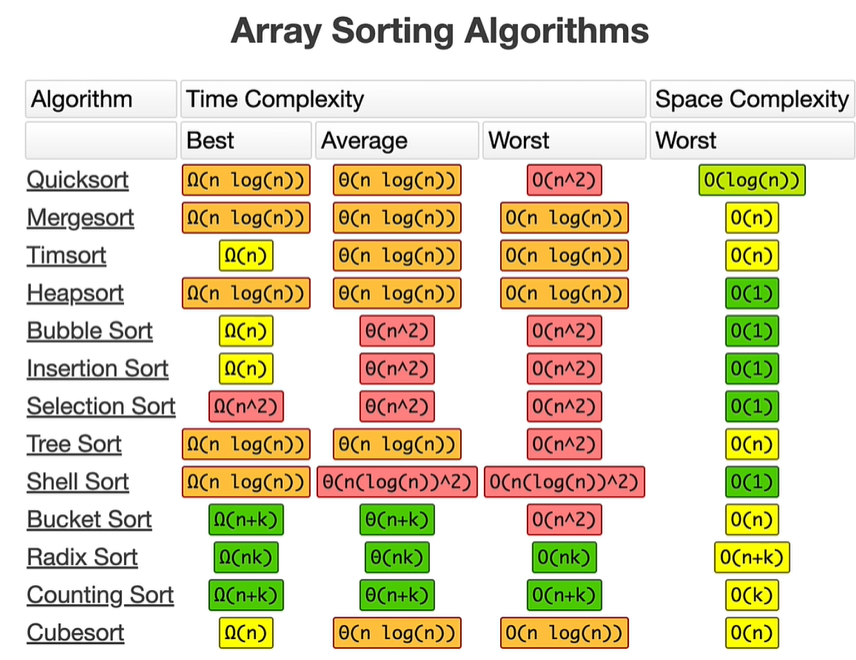 Array Sorting Algorithms
Algorithm Time Complexity Space Complexity
Best Average Worst Worst
Quicksort Ω(n log(n)) Θ(n log(n)) O(n^2) O(log(n))
Mergesort Ω(n log(n)) Θ(n log(n)) O(n log(n)) O(n)
Timsort Ω(n) Θ(n log(n)) O(n log(n)) O(n)
Heapsort Ω(n log(n)) Θ(n log(n)) O(n log(n)) O(1)
Bubble Sort Ω(n) Θ(n^2) O(n^2) O(1)
Insertion Sort Ω(n) Θ(n^2) O(n^2) O(1)
Selection Sort Ω(n^2) Θ(n^2) O(n^2) O(1)
Tree Sort Ω(n log(n)) Θ(n log(n)) O(n^2) O(n)
Shell Sort Ω(n log(n)) Θ(n(log(n))^2) O(n(log(n))^2) O(1)
Bucket Sort Ω(n+k) Θ(n+k) O(n^2) O(n)
Radix Sort Ω(nk) Θ(nk) O(nk) O(n+k)
Counting Sort Ω(n+k) Θ(n+k) O(n+k) O(k)
Cubesort Ω(n) Θ(n log(n)) O(n log(n)) O(n)